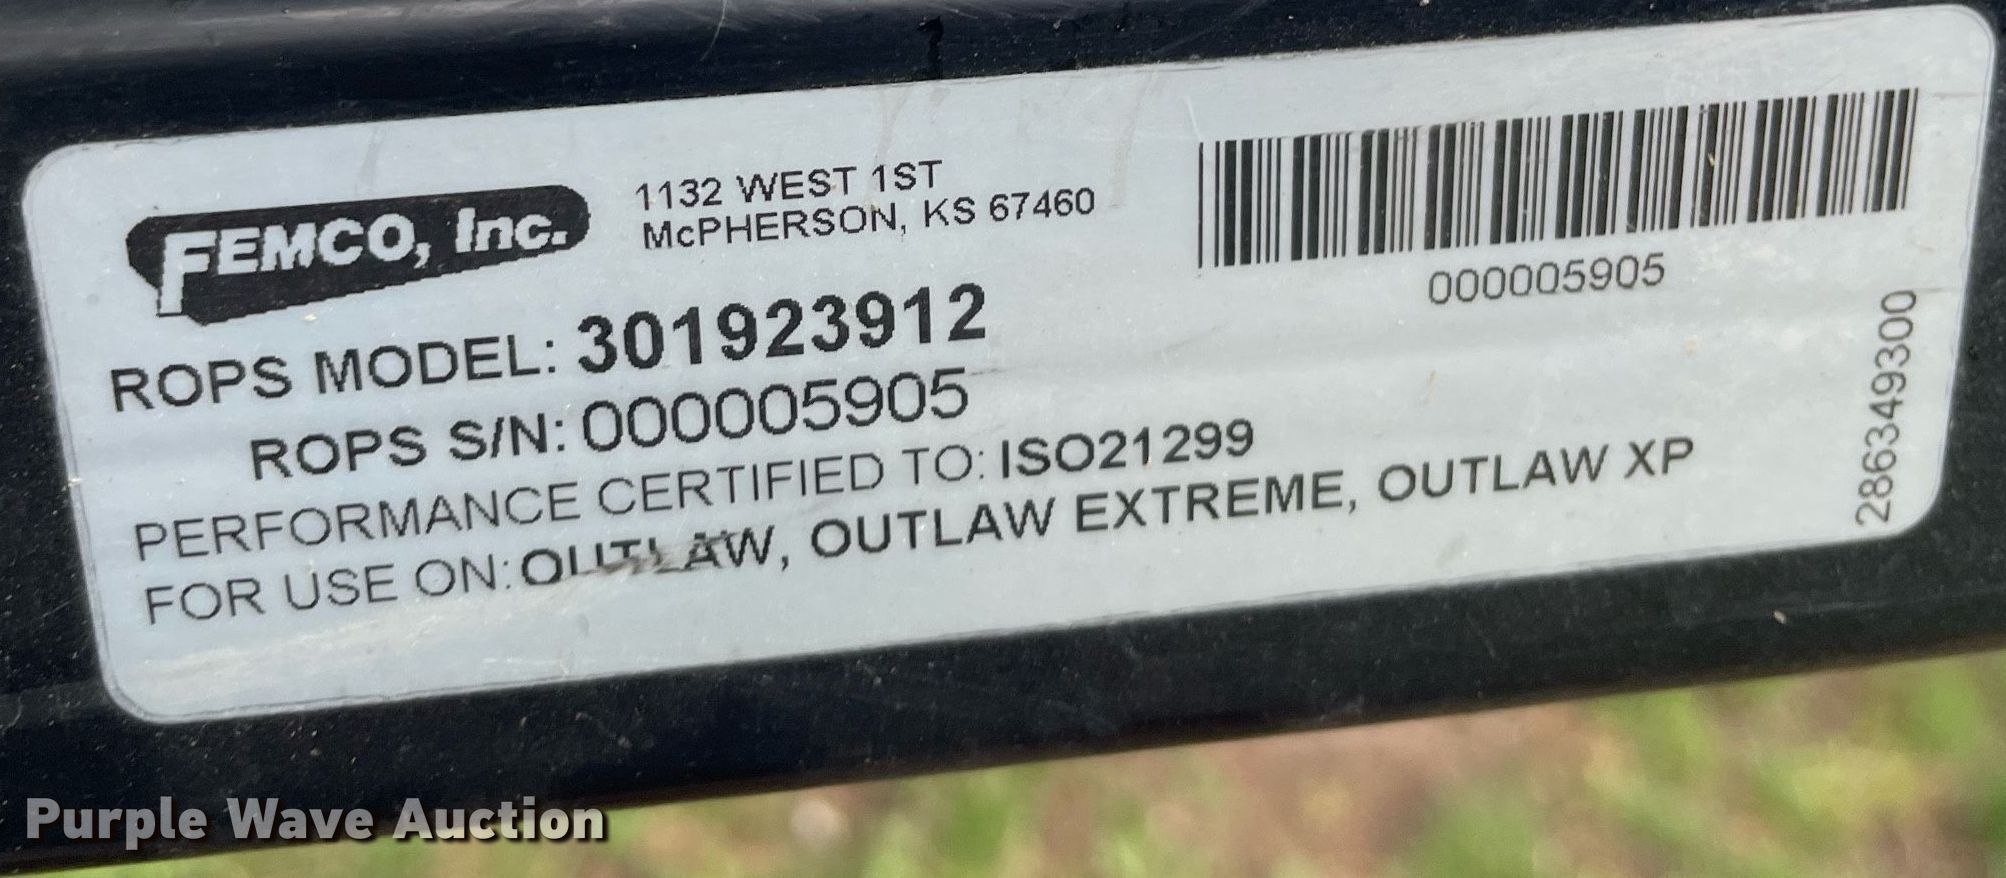 FEMCO, Inc.
1132 WEST 1ST
McPHERSON, KS 67460
000005905
ROPS MODEL: 301923912
ROPS S/N: 000005905
PERFORMANCE CERTIFIED TO: ISO21299
FOR USE ON: OUTLAW, OUTLAW EXTREME, OUTLAW XP
286349300
Purple Wave Auction